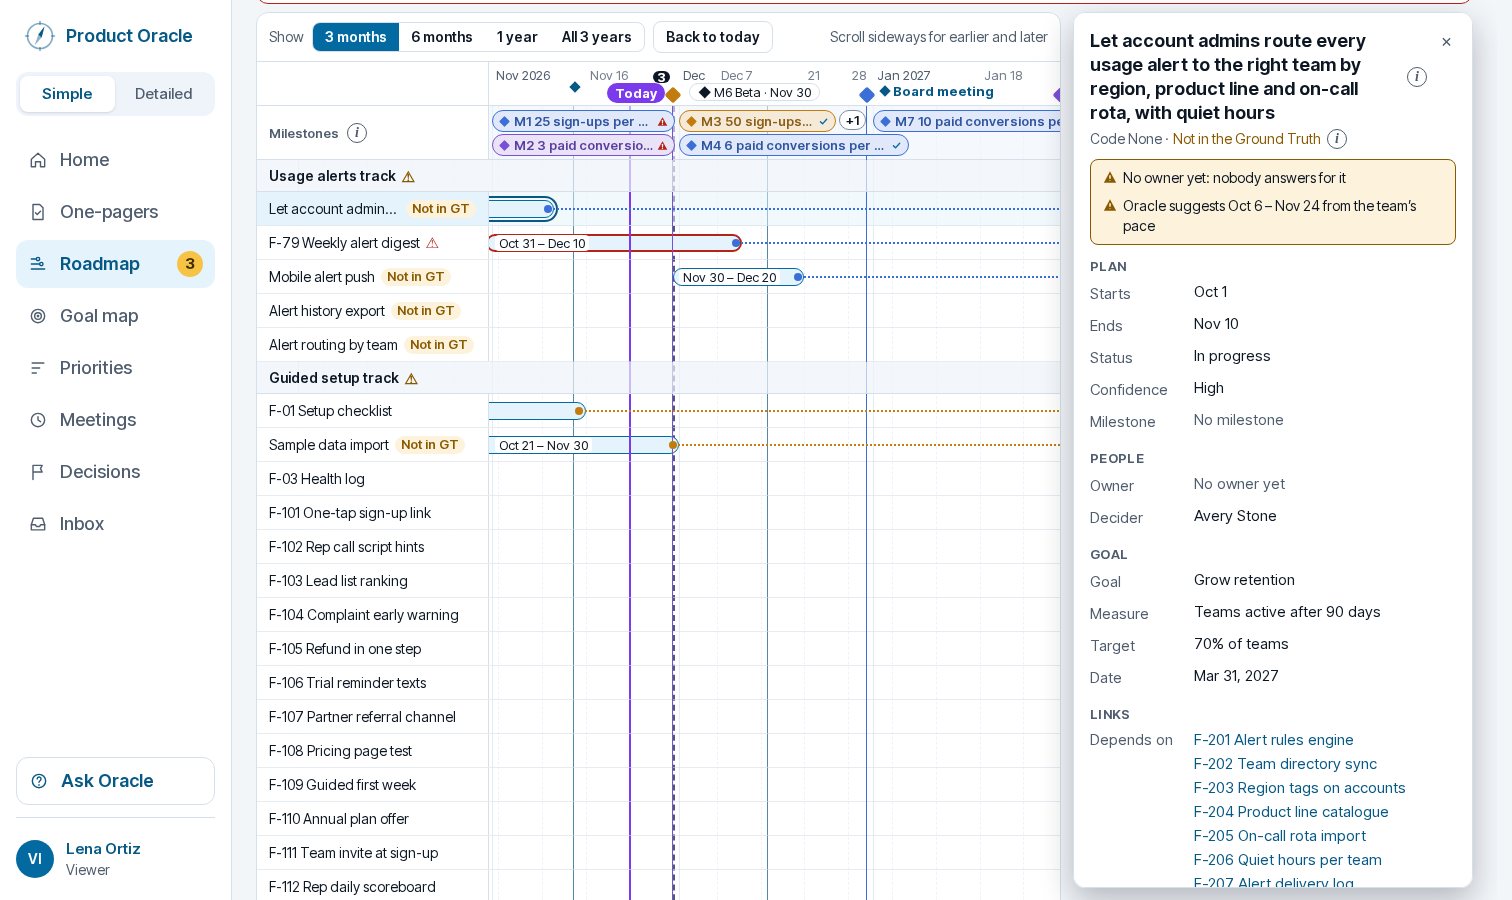 Product Oracle
Simple
Detailed
Home
One-pagers
Roadmap
3
Goal map
Priorities
Meetings
Decisions
Inbox
Ask Oracle
VI
Lena Ortiz
Viewer
Show
3 months
6 months
1 year
All 3 years
Back to today
Scroll sideways for earlier and later
Nov 2026
Nov 16
3
Dec
Dec 7
21
28
Jan 2027
Jan 18
Today
M6 Beta · Nov 30
Board meeting
Milestones
i
M1 25 sign-ups per ...
M3 50 sign-ups...
+1
M7 10 paid conversions pe
M2 3 paid conversio...
M4 6 paid conversions per ...
Usage alerts track
Let account admin...
Not in GT
F-79 Weekly alert digest
Oct 31 – Dec 10
Mobile alert push
Not in GT
Nov 30 – Dec 20
Alert history export
Not in GT
Alert routing by team
Not in GT
Guided setup track
F-01 Setup checklist
Sample data import
Not in GT
Oct 21 – Nov 30
F-03 Health log
F-101 One-tap sign-up link
F-102 Rep call script hints
F-103 Lead list ranking
F-104 Complaint early warning
F-105 Refund in one step
F-106 Trial reminder texts
F-107 Partner referral channel
F-108 Pricing page test
F-109 Guided first week
F-110 Annual plan offer
F-111 Team invite at sign-up
F-112 Rep daily scoreboard
Let account admins route every
usage alert to the right team by
region, product line and on-call
rota, with quiet hours
i
×
Code None · Not in the Ground Truth
i
No owner yet: nobody answers for it
Oracle suggests Oct 6 – Nov 24 from the team's
pace
PLAN
Starts
Oct 1
Ends
Nov 10
Status
In progress
Confidence
High
Milestone
No milestone
PEOPLE
Owner
No owner yet
Decider
Avery Stone
GOAL
Goal
Grow retention
Measure
Teams active after 90 days
Target
70% of teams
Date
Mar 31, 2027
LINKS
Depends on
F-201 Alert rules engine
F-202 Team directory sync
F-203 Region tags on accounts
F-204 Product line catalogue
F-205 On-call rota import
F-206 Quiet hours per team
F-207 Alert delivery log